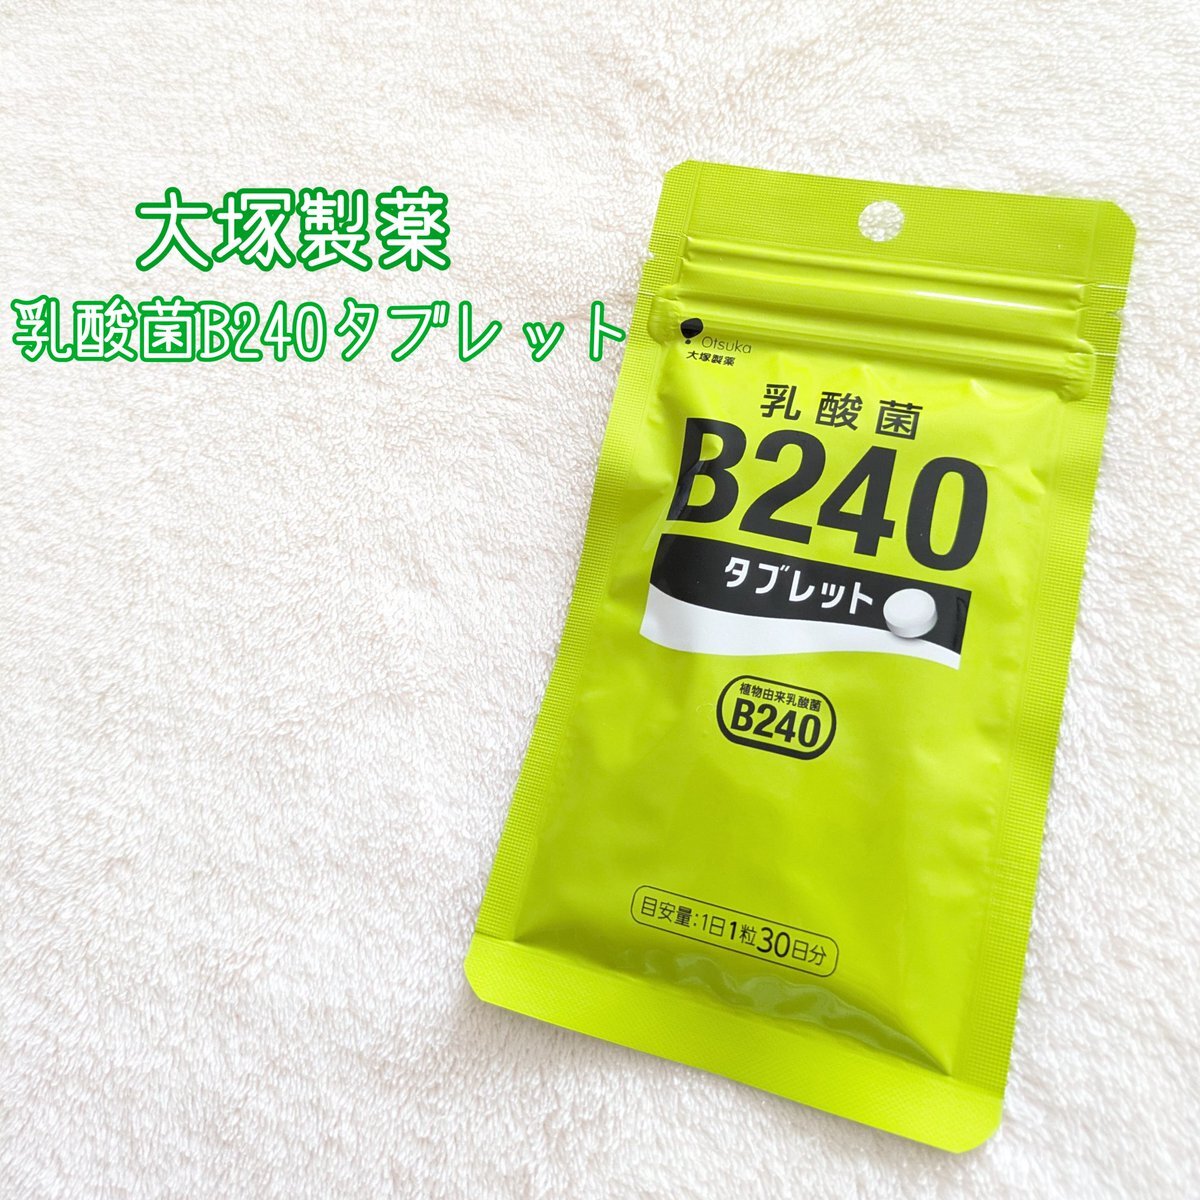 大塚製薬
乳酸菌B240タブレット
Otsuka
大塚製薬
乳酸菌
B240
タブレット
植物由来乳酸菌
B240
目安量:1日1粒30日分